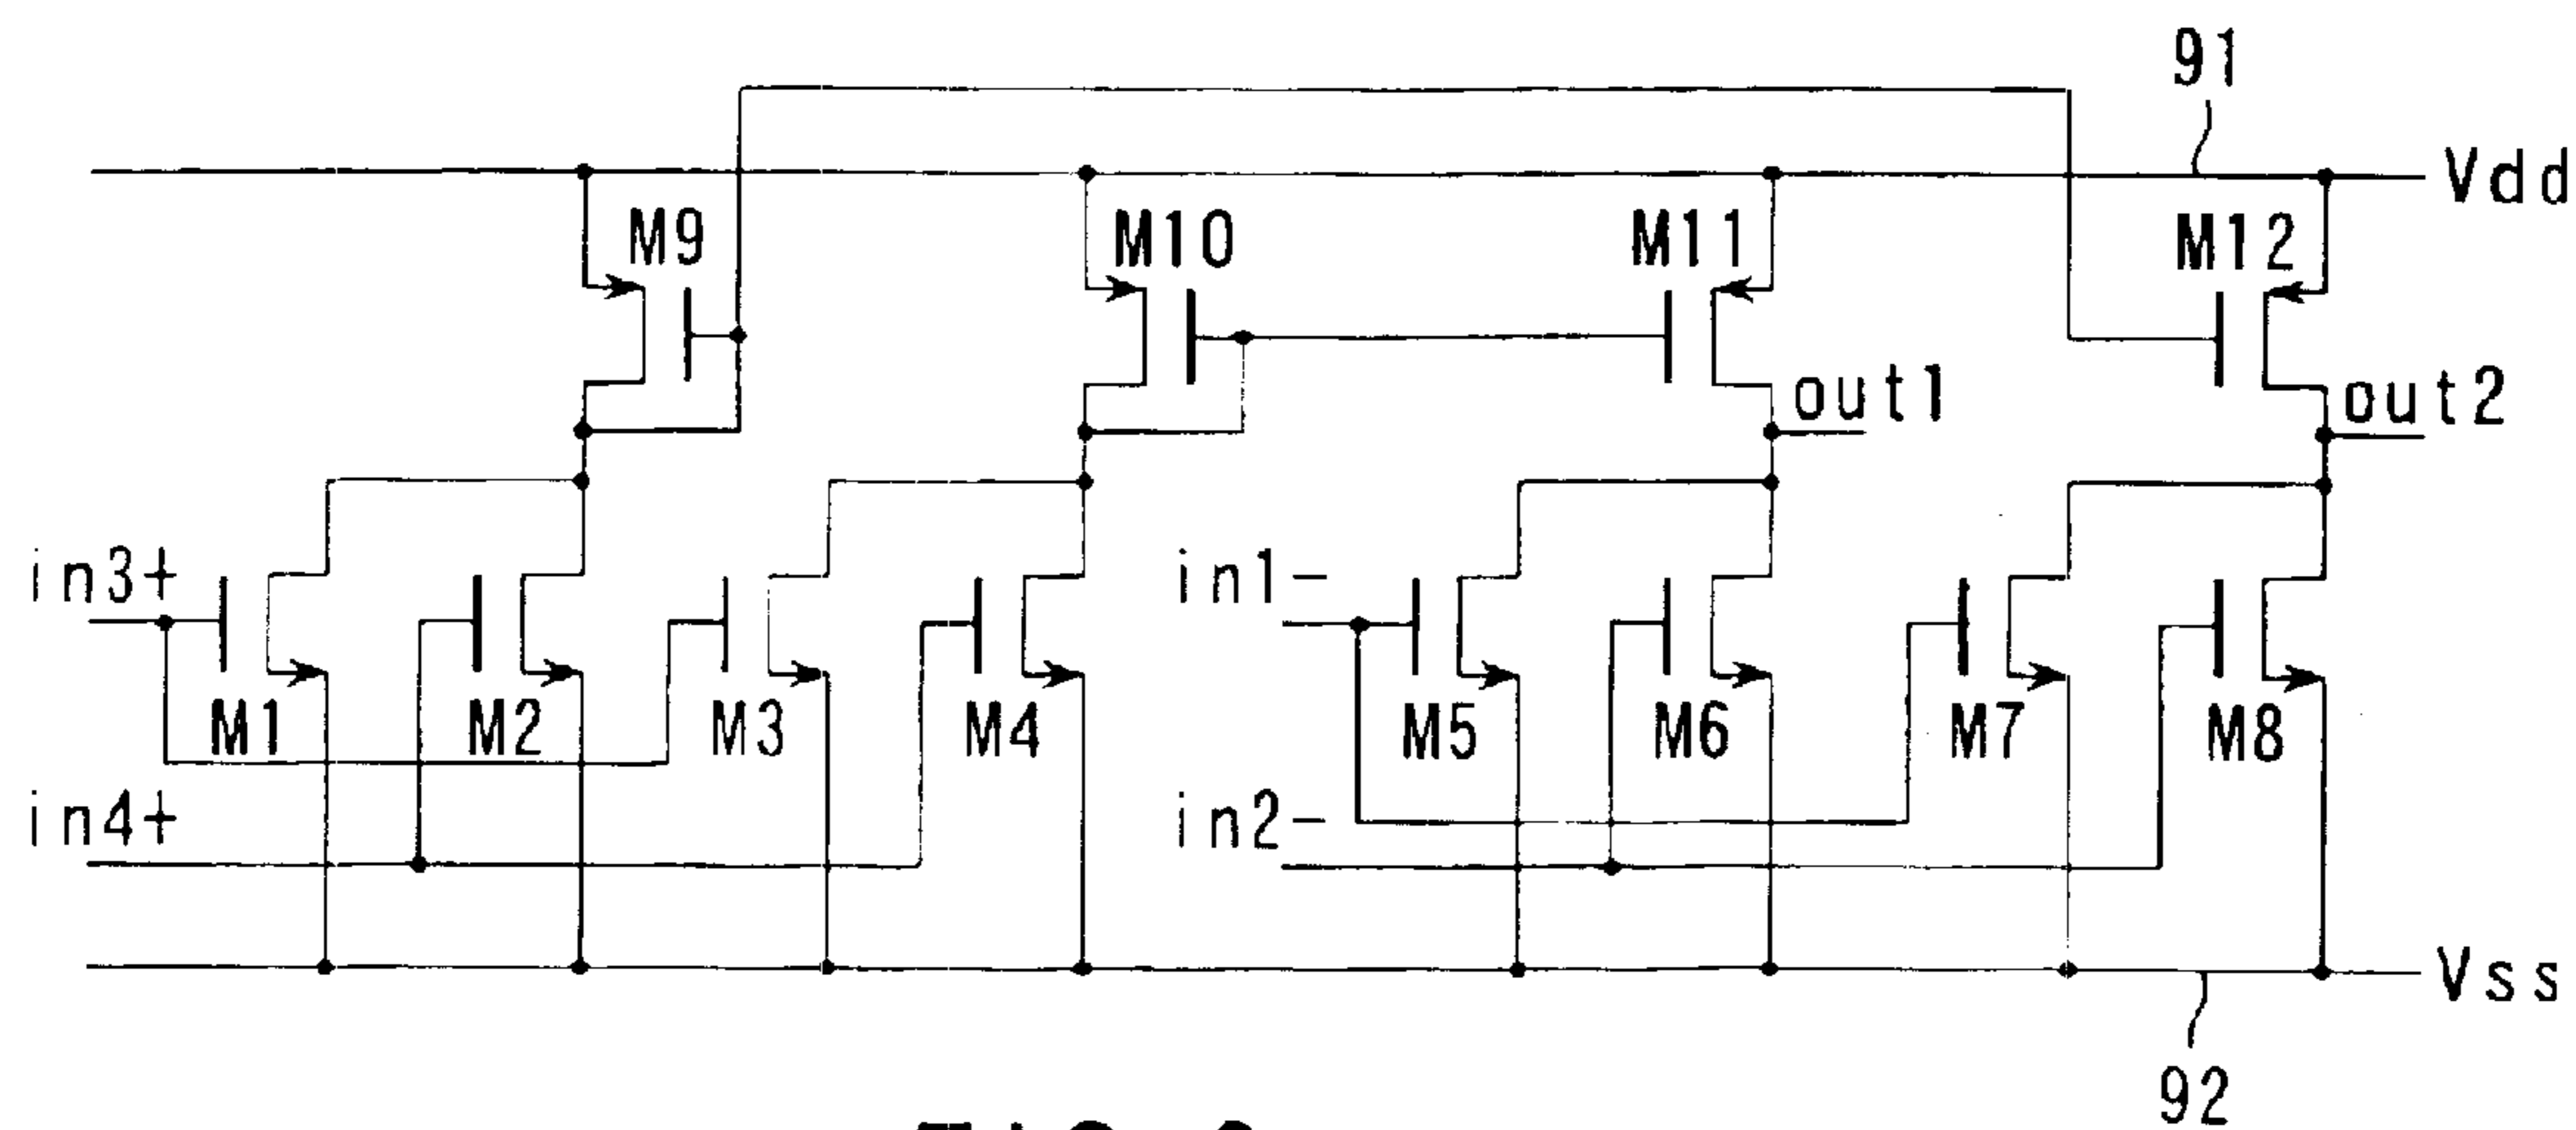 91
Vdd
M9
M10
M11
M12
out1
out2
in3+
in1-
M1
M2
M3
M4
M5
M6
M7
M8
in4+
in2-
Vss
92